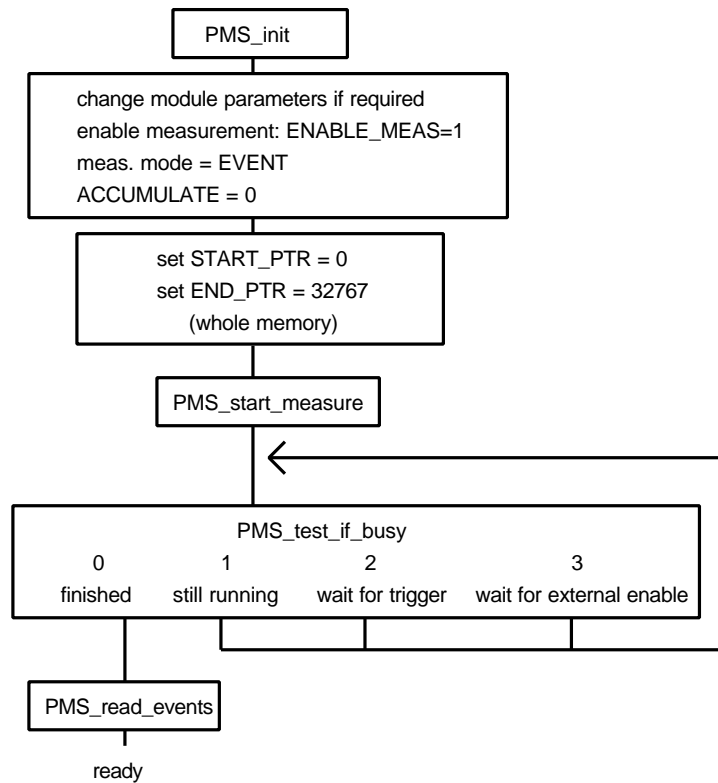 PMS_init
change module parameters if required
enable measurement: ENABLE_MEAS=1
meas. mode = EVENT
ACCUMULATE = 0
set START_PTR = 0
set END_PTR = 32767
(whole memory)
PMS_start_measure
PMS_test_if_busy
0 1 2 3
finished still running wait for trigger wait for external enable
PMS_read_events
ready